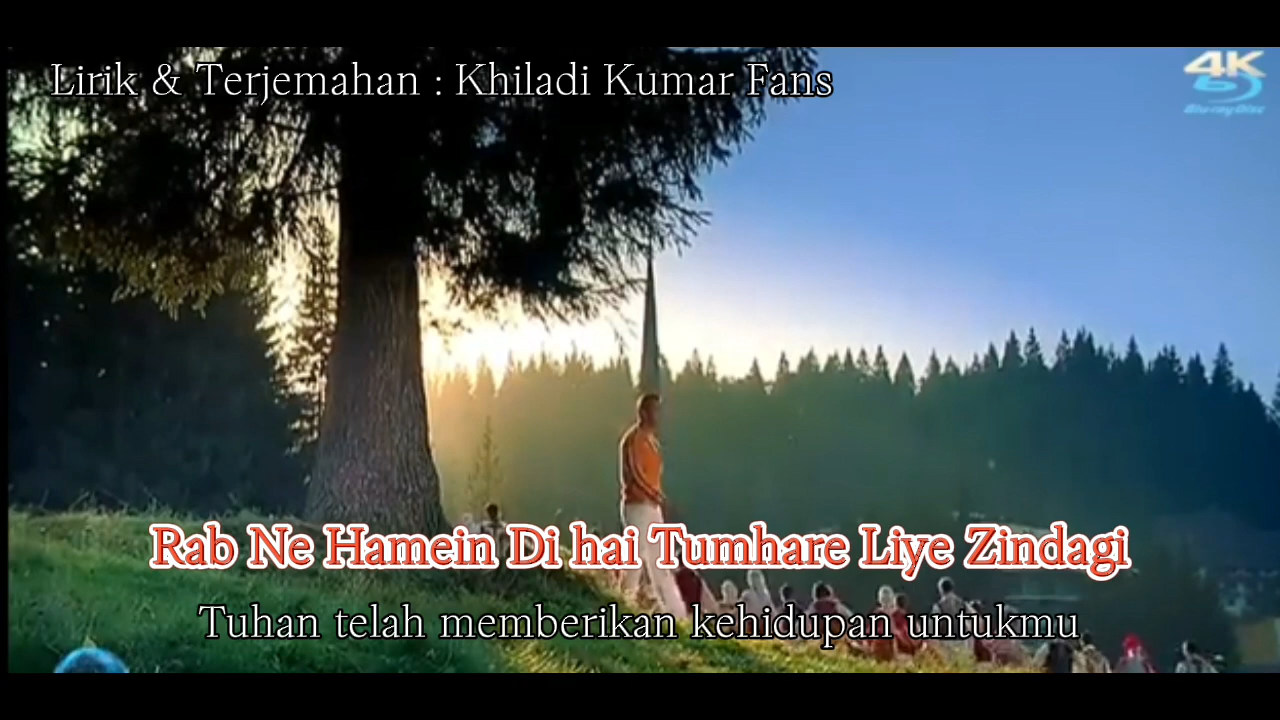 Lirik & Terjemahan : Khiladi Kumar Fans
4K
Blu-ray Disc
Rab Ne Hamein Di hai Tumhare Liye Zindagi
Tuhan telah memberikan kehidupan untukmu